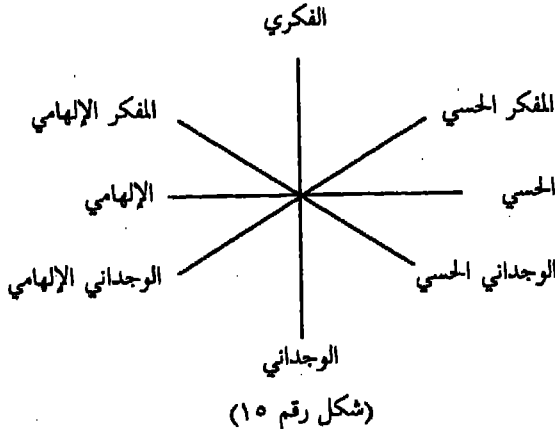 الفكري
المفكر الحسي
المفكر الإلهامي
الحسي
الإلهامي
الوجداني الحسي
الوجداني الإلهامي
الوجداني
(شكل رقم ١٥)